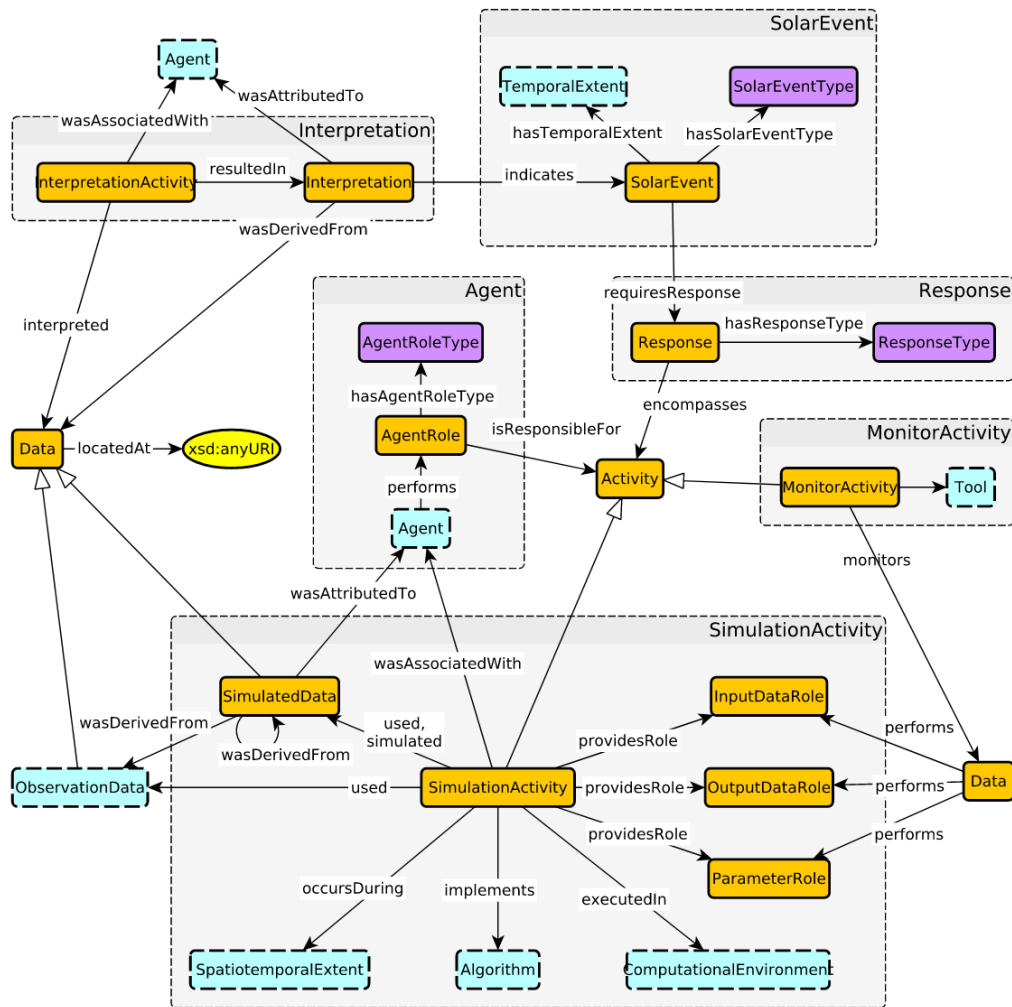 SolarEvent
Agent
TemporalExtent
SolarEventType
wasAttributedTo
wasAssociatedWith
Interpretation
hasTemporalExtent
hasSolarEventType
InterpretationActivity
resultedIn
Interpretation
indicates
SolarEvent
wasDerivedFrom
Agent
requiresResponse
Response
interpreted
AgentRoleType
Response
hasResponseType
ResponseType
hasAgentRoleType
encompasses
AgentRole
isResponsibleFor
MonitorActivity
Data
locatedAt
xsd:anyURI
Activity
MonitorActivity
Tool
performs
Agent
monitors
wasAttributedTo
SimulationActivity
wasAssociatedWith
SimulatedData
InputDataRole
wasDerivedFrom
used,
simulated
wasDerivedFrom
providesRole
performs
ObservationData
used
SimulationActivity
providesRole
OutputDataRole
performs
Data
providesRole
performs
ParameterRole
occursDuring
implements
executedIn
SpatiotemporalExtent
Algorithm
ComputationalEnvironment